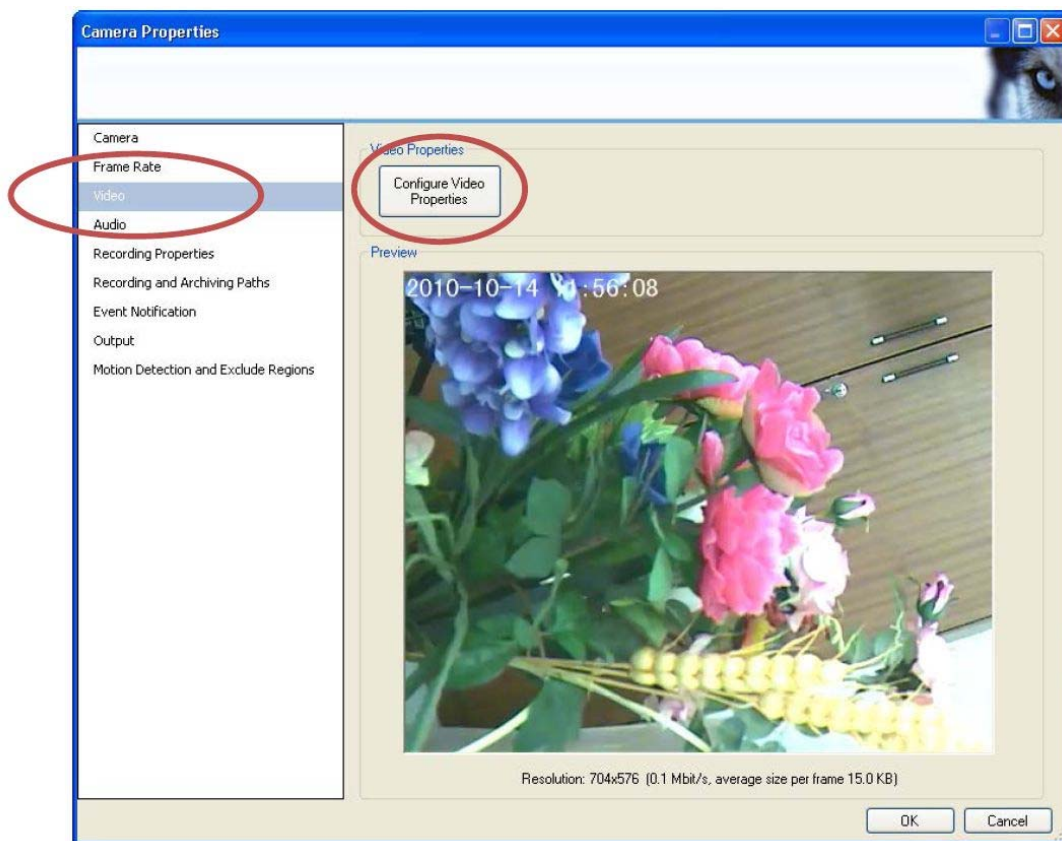 Camera Properties
Camera
Frame Rate
Video
Audio
Recording Properties
Recording and Archiving Paths
Event Notification
Output
Motion Detection and Exclude Regions
Video Properties
Configure Video
Properties
Preview
2010-10-14 11:56:08
Resolution: 704x576 (0.1 Mbit/s, average size per frame 15.0 KB)
OK
Cancel